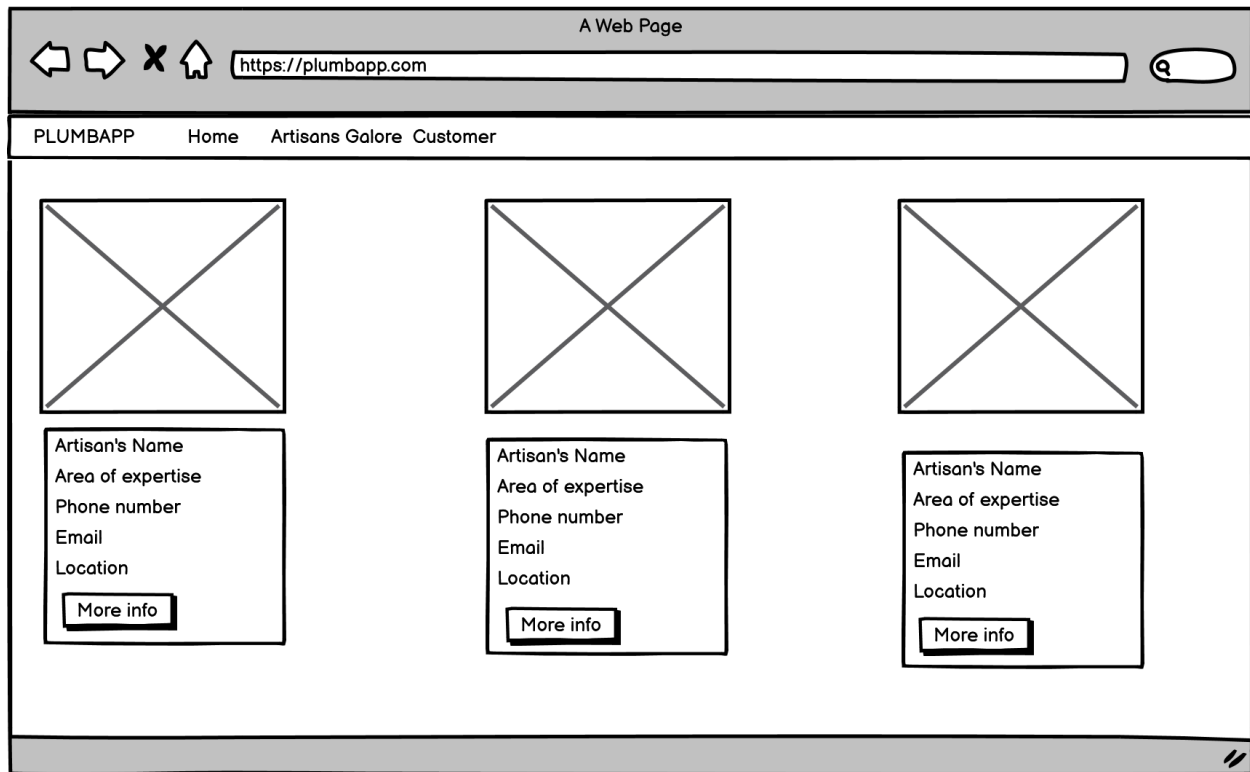 A Web Page
https://plumbapp.com
PLUMBAPP Home Artisans Galore Customer
Artisan's Name
Area of expertise
Phone number
Email
Location
More info
Artisan's Name
Area of expertise
Phone number
Email
Location
More info
Artisan's Name
Area of expertise
Phone number
Email
Location
More info